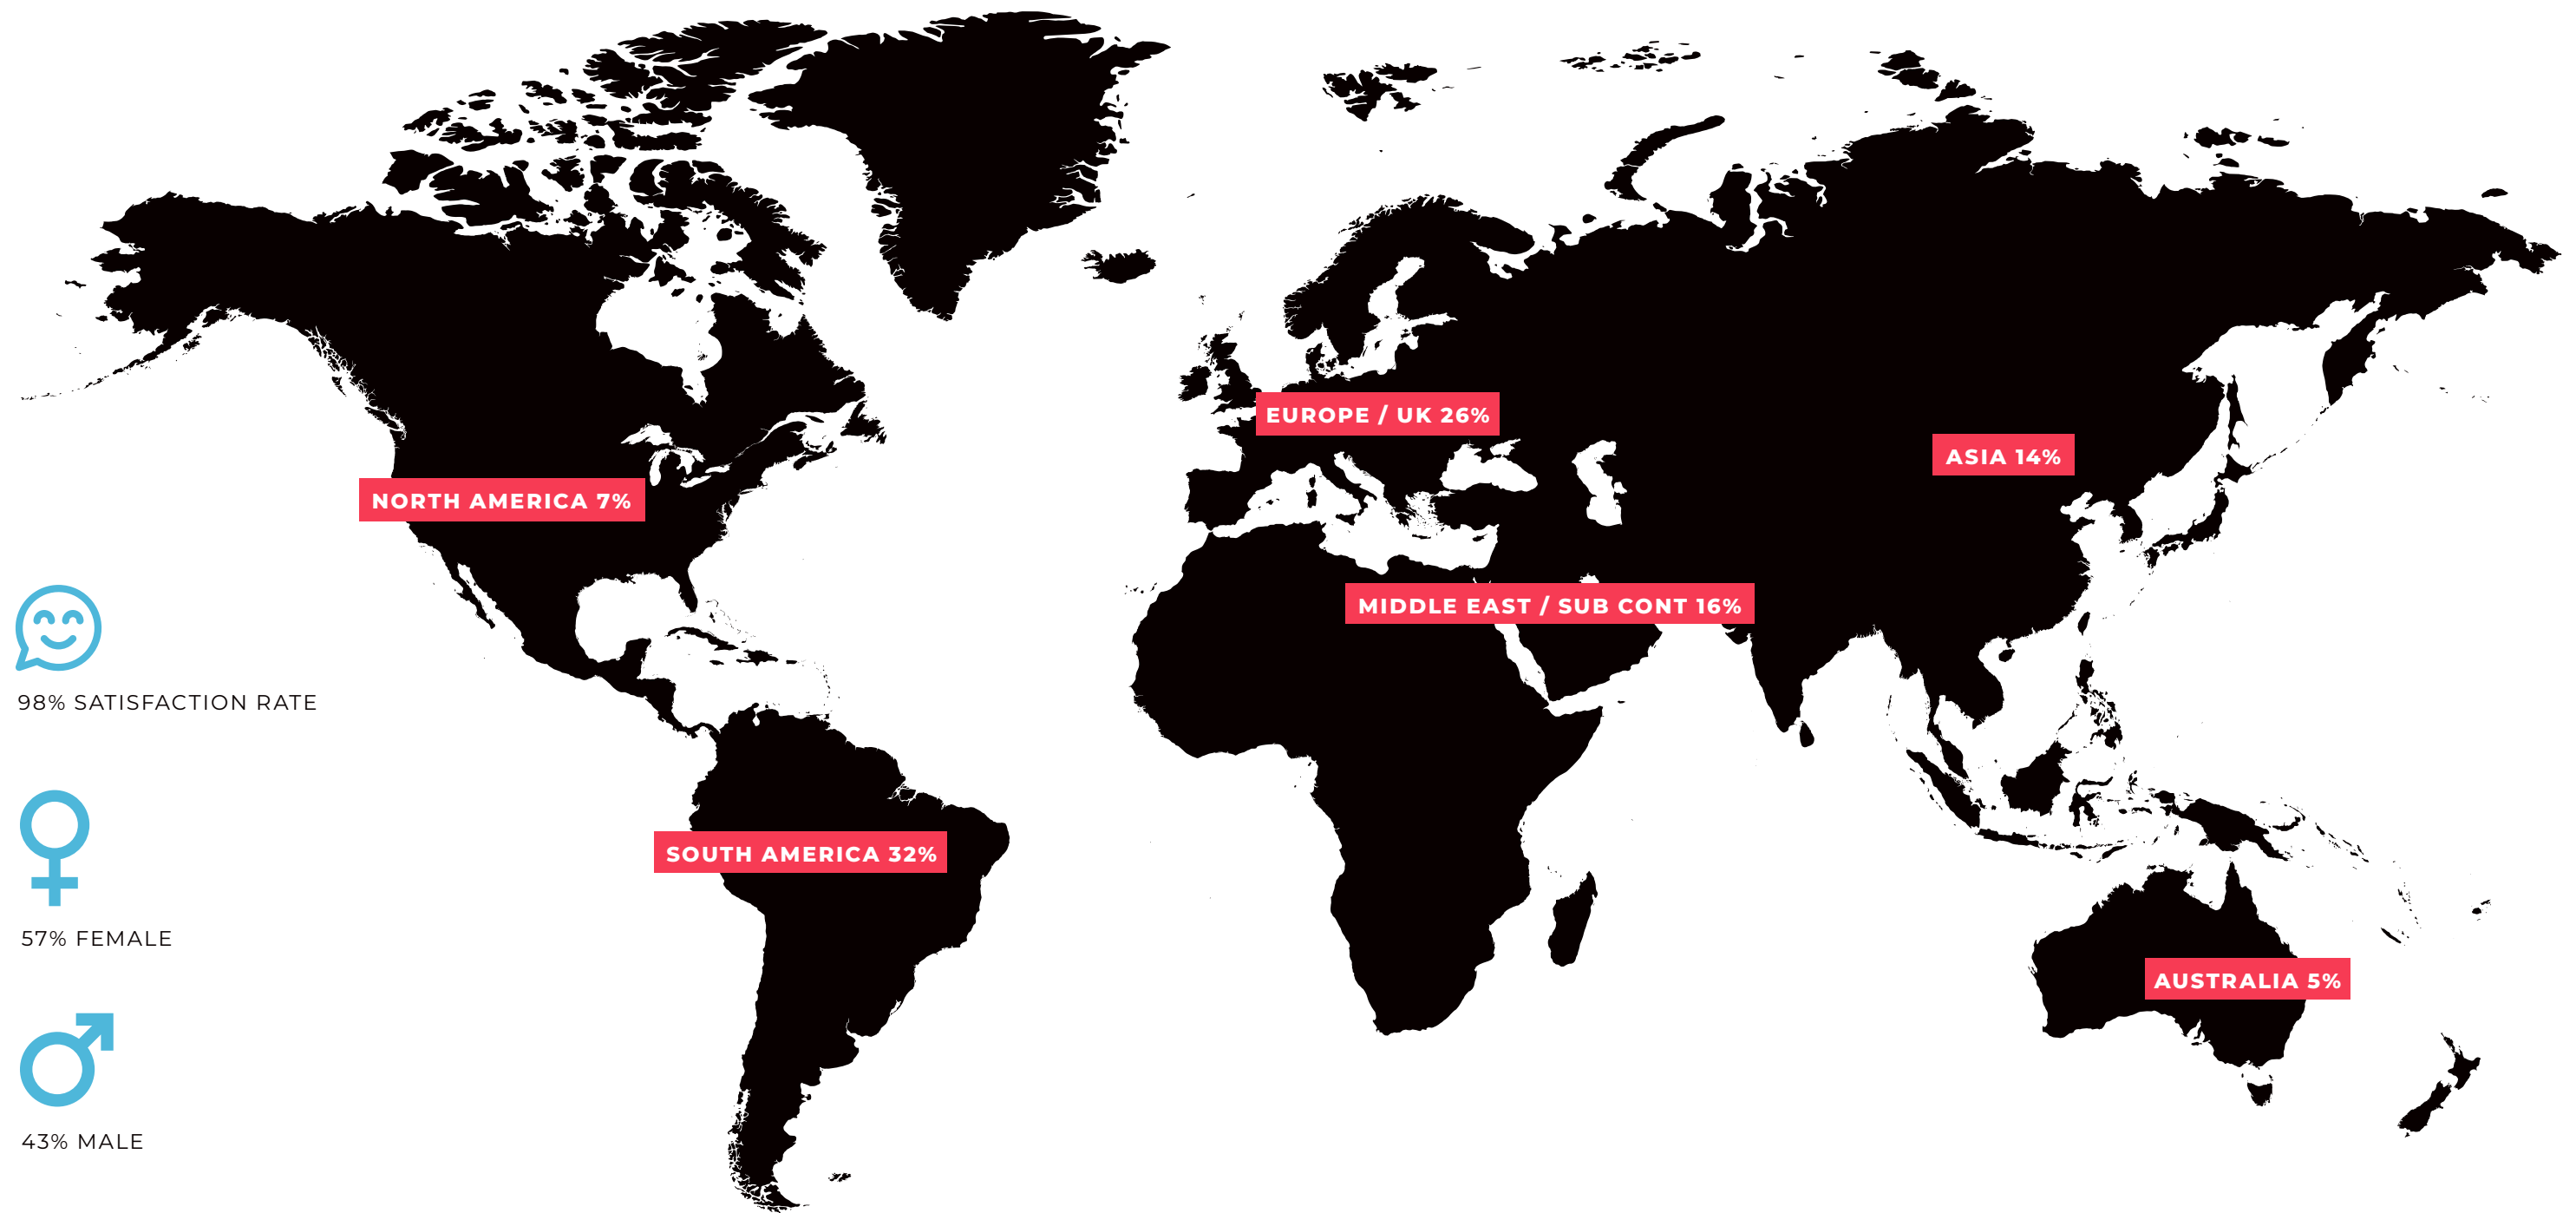 EUROPE / UK 26%
ASIA 14%
NORTH AMERICA 7%
MIDDLE EAST / SUB CONT 16%
98% SATISFACTION RATE
SOUTH AMERICA 32%
57% FEMALE
AUSTRALIA 5%
43% MALE